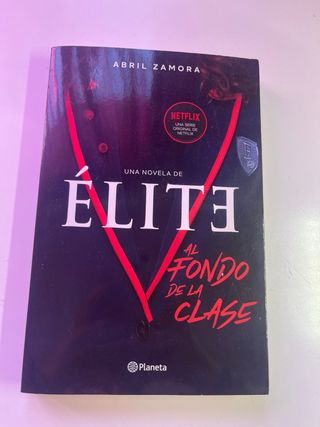 ABRIL ZAMORA
NETFLIX
UNA SERIE
ORIGINAL DE
NETFLIX
UNA NOVELA DE
ÉLITE
AL
FONDO
DE LA
CLASE
Planeta